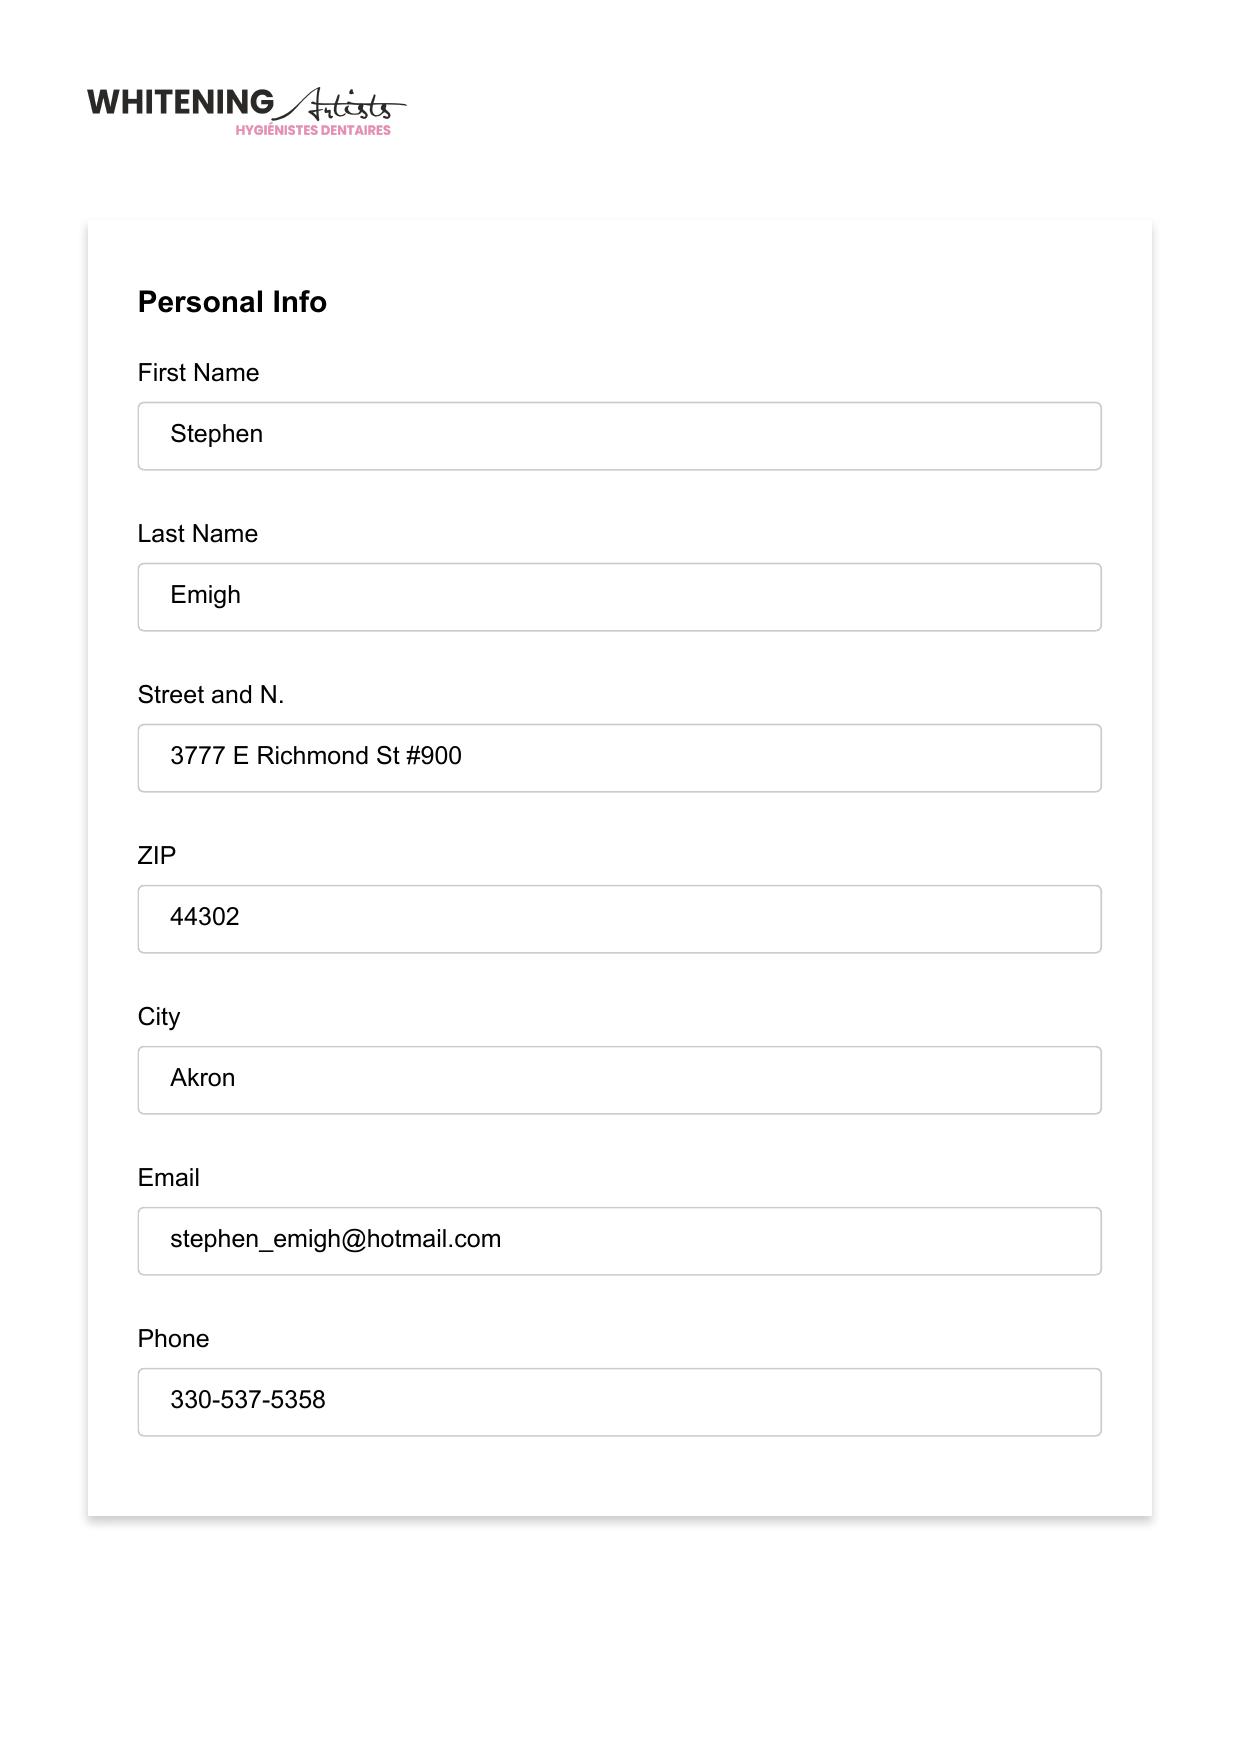 WHITENING Artists
HYGIÉNISTES DENTAIRES
Personal Info
First Name
Stephen
Last Name
Emigh
Street and N.
3777 E Richmond St #900
ZIP
44302
City
Akron
Email
stephen_emigh@hotmail.com
Phone
330-537-5358